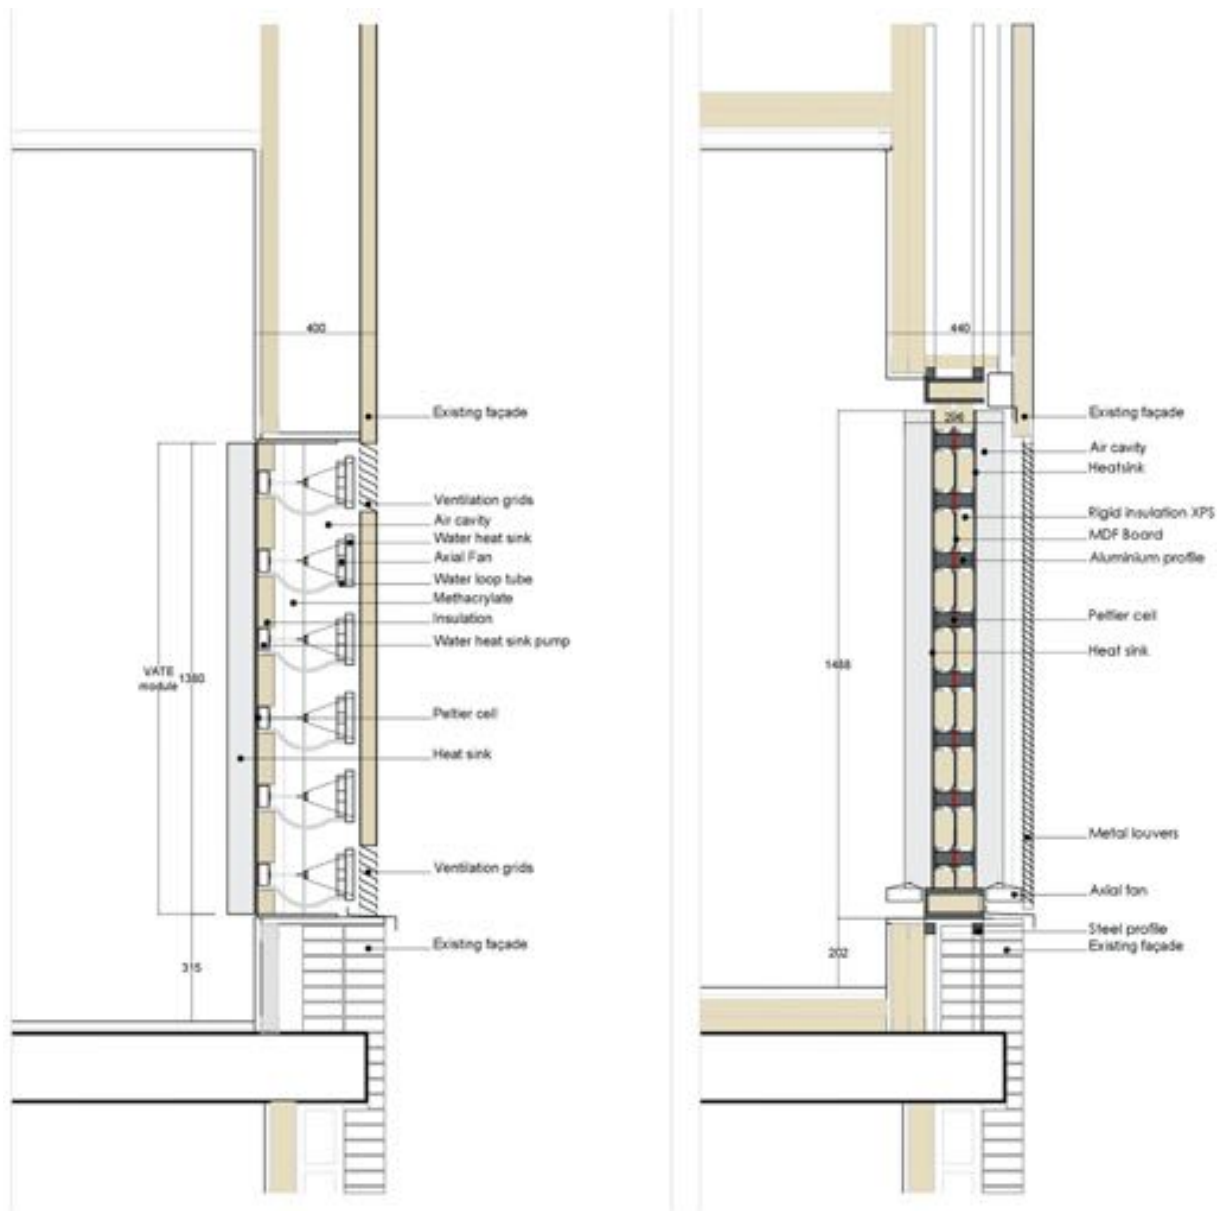 400
Existing façade
Ventilation grids
Air cavity
Water heat sink
Axial Fan
Water loop tube
Methacrylate
Insulation
Water heat sink pump
VATE
module
1380
Peltier cell
Heat sink
Ventilation grids
Existing façade
315
440
Existing façade
296
Air cavity
Heatsink
Rigid insulation XPS
MDF Board
Aluminium profile
Peltier cell
Heat sink
1488
Metal louvers
Axial fan
Steel profile
Existing façade
202